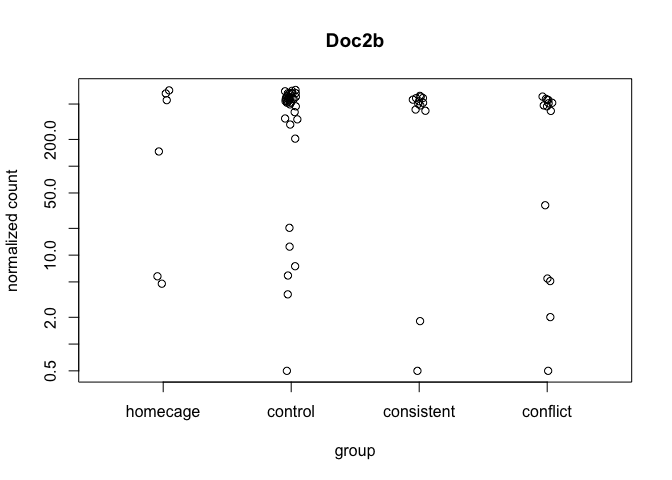 Doc2b
normalized count
200.0
50.0
10.0
2.0
0.5
homecage control consistent conflict
group